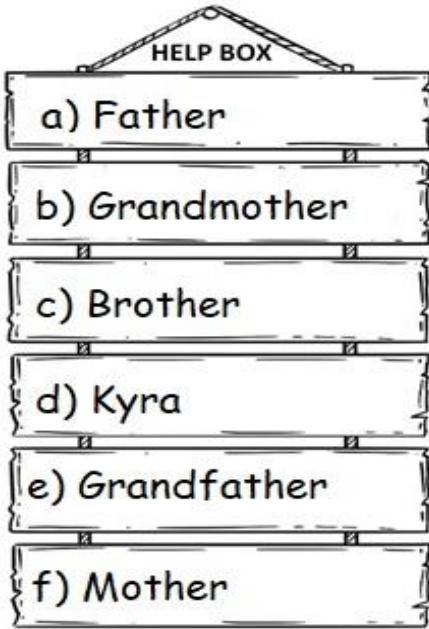 HELP BOX
a) Father
b) Grandmother
c) Brother
d) Kyra
e) Grandfather
f) Mother